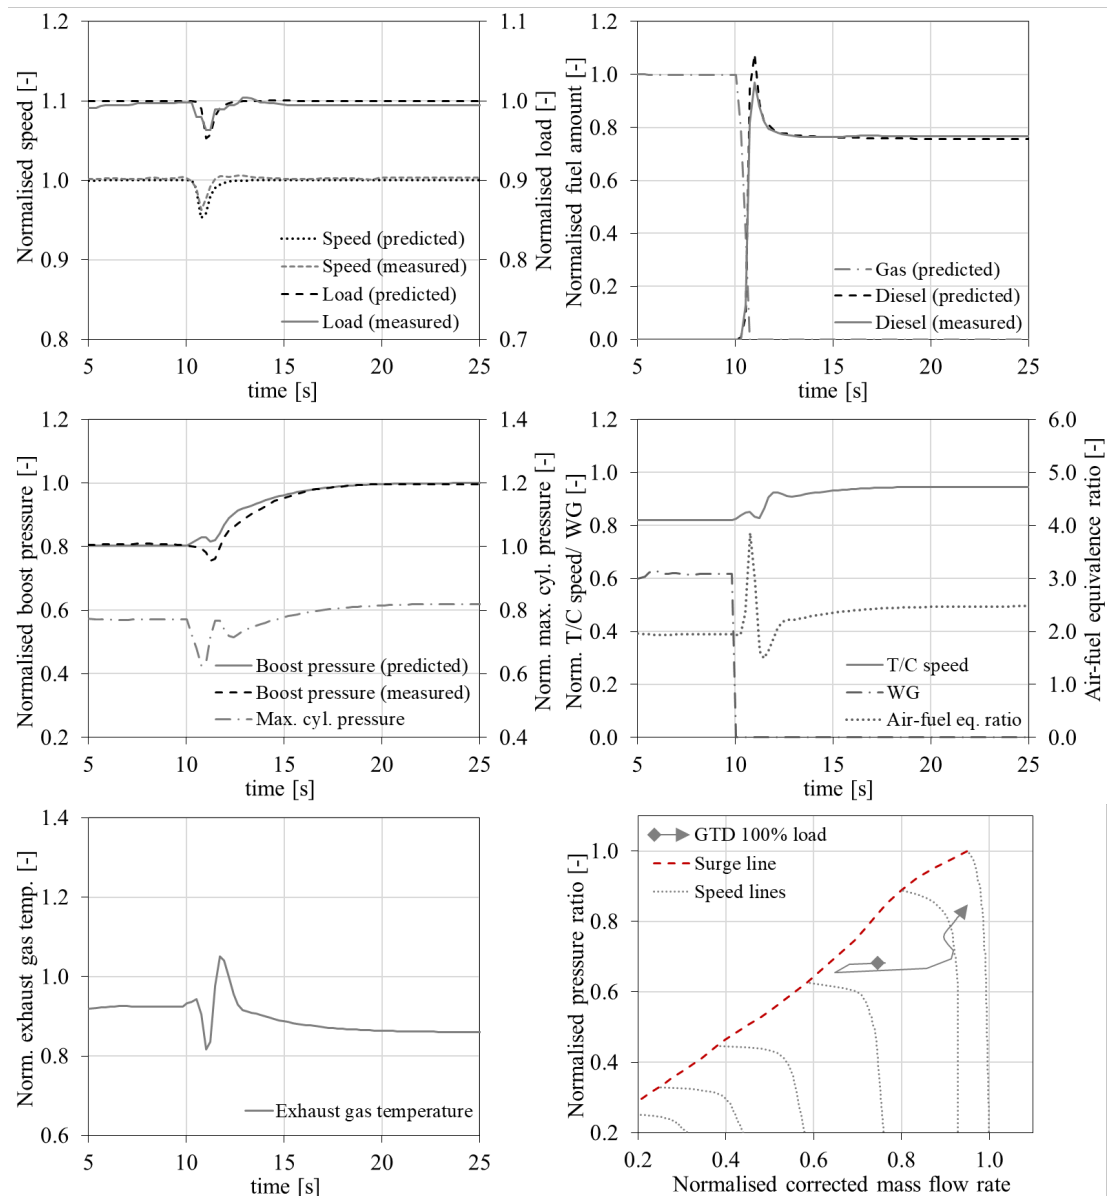 Normalised speed [-]
1.2
1.1
1.0
0.9
0.8
1.1
1.0
0.9
0.8
0.7
Normalised load [-]
Speed (predicted)
Speed (measured)
Load (predicted)
Load (measured)
5 10 15 20 25
time [s]
Normalised fuel amount [-]
1.2
1.0
0.8
0.6
0.4
0.2
0.0
Gas (predicted)
Diesel (predicted)
Diesel (measured)
5 10 15 20 25
time [s]
Normalised boost pressure [-]
1.2
1.0
0.8
0.6
0.4
0.2
1.4
1.2
1.0
0.8
0.6
0.4
Norm. max. cyl. pressure [-]
Boost pressure (predicted)
Boost pressure (measured)
Max. cyl. pressure
5 10 15 20 25
time [s]
Norm. T/C speed/ WG [-]
1.2
1.0
0.8
0.6
0.4
0.2
0.0
6.0
5.0
4.0
3.0
2.0
1.0
0.0
Air-fuel equivalence ratio [-]
T/C speed
WG
Air-fuel eq. ratio
5 10 15 20 25
time [s]
Norm. exhaust gas temp. [-]
1.4
1.2
1.0
0.8
0.6
Exhaust gas temperature
5 10 15 20 25
time [s]
Normalised pressure ratio [-]
1.0
0.8
0.6
0.4
0.2
GTD 100% load
Surge line
Speed lines
0.2 0.4 0.6 0.8 1.0
Normalised corrected mass flow rate